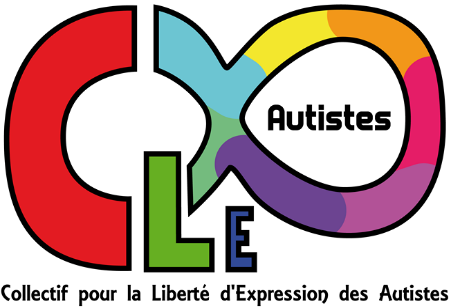 CLE
Autistes
Collectif pour la Liberté d'Expression des Autistes